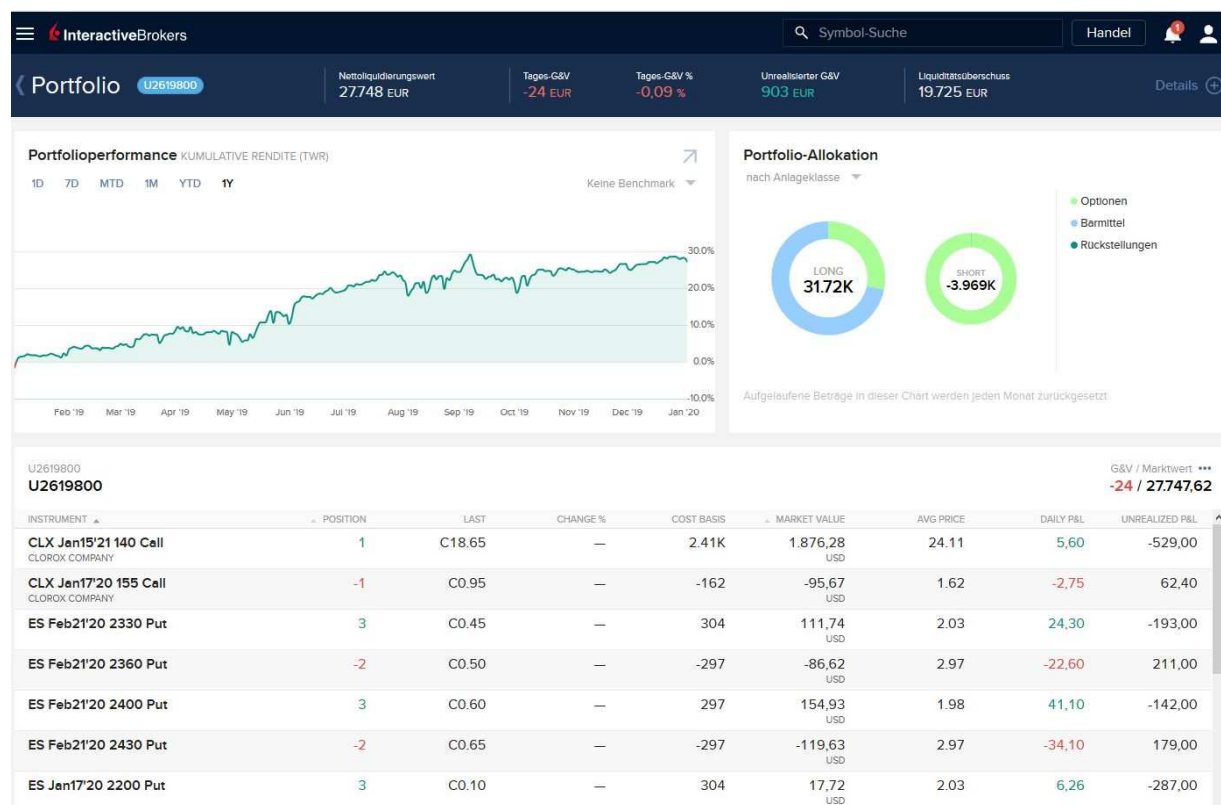 InteractiveBrokers
Symbol-Suche
Handel
1
Portfolio U2619800
Nettoliquidierungswert
27.748 EUR
Tages-G&V
-24 EUR
Tages-G&V %
-0,09 %
Unrealisierter G&V
903 EUR
Liquiditätsüberschuss
19.725 EUR
Details
Portfolioperformance KUMULATIVE RENDITE (TWR)
1D 7D MTD 1M YTD 1Y
Keine Benchmark
30.0%
20.0%
10.0%
0.0%
-10.0%
Feb '19 Mar '19 Apr '19 May '19 Jun '19 Jul '19 Aug '19 Sep '19 Oct '19 Nov '19 Dec '19 Jan '20
Portfolio-Allokation
nach Anlageklasse
LONG
31.72K
SHORT
-3.969K
Optionen
Barmittel
Rückstellungen
Aufgelaufene Beträge in dieser Chart werden jeden Monat zurückgesetzt
U2619800
U2619800
G&V / Marktwert
-24 / 27.747,62
INSTRUMENT POSITION LAST CHANGE % COST BASIS MARKET VALUE AVG PRICE DAILY P&L UNREALIZED P&L
CLX Jan15'21 140 Call 1 C18.65 — 2.41K 1.876,28 24.11 5,60 -529,00
CLOROX COMPANY USD
CLX Jan17'20 155 Call -1 C0.95 — -162 -95,67 1.62 -2,75 62,40
CLOROX COMPANY USD
ES Feb21'20 2330 Put 3 C0.45 — 304 111,74 2.03 24,30 -193,00
USD
ES Feb21'20 2360 Put -2 C0.50 — -297 -86,62 2.97 -22,60 211,00
USD
ES Feb21'20 2400 Put 3 C0.60 — 297 154,93 1.98 41,10 -142,00
USD
ES Feb21'20 2430 Put -2 C0.65 — -297 -119,63 2.97 -34,10 179,00
USD
ES Jan17'20 2200 Put 3 C0.10 — 304 17,72 2.03 6,26 -287,00
USD